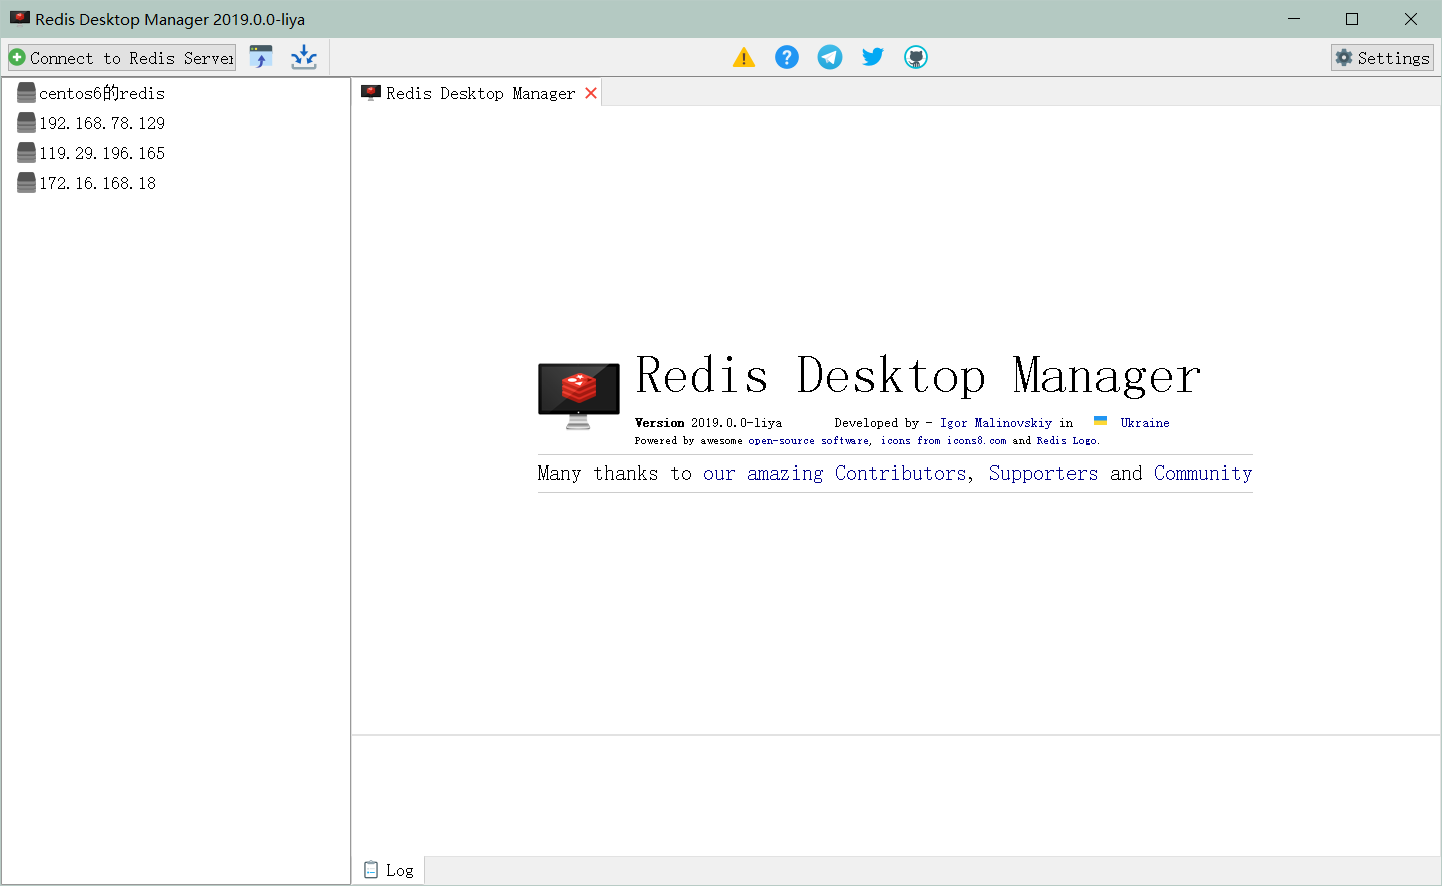 Redis Desktop Manager 2019.0.0-liya
Connect to Redis Server
Settings
centos6的redis
192.168.78.129
119.29.196.165
172.16.168.18
Redis Desktop Manager
Redis Desktop Manager
Version 2019.0.0-liya Developed by - Igor Malinovskiy in Ukraine
Powered by awesome open-source software, icons from icons8.com and Redis Logo.
Many thanks to our amazing Contributors, Supporters and Community
Log